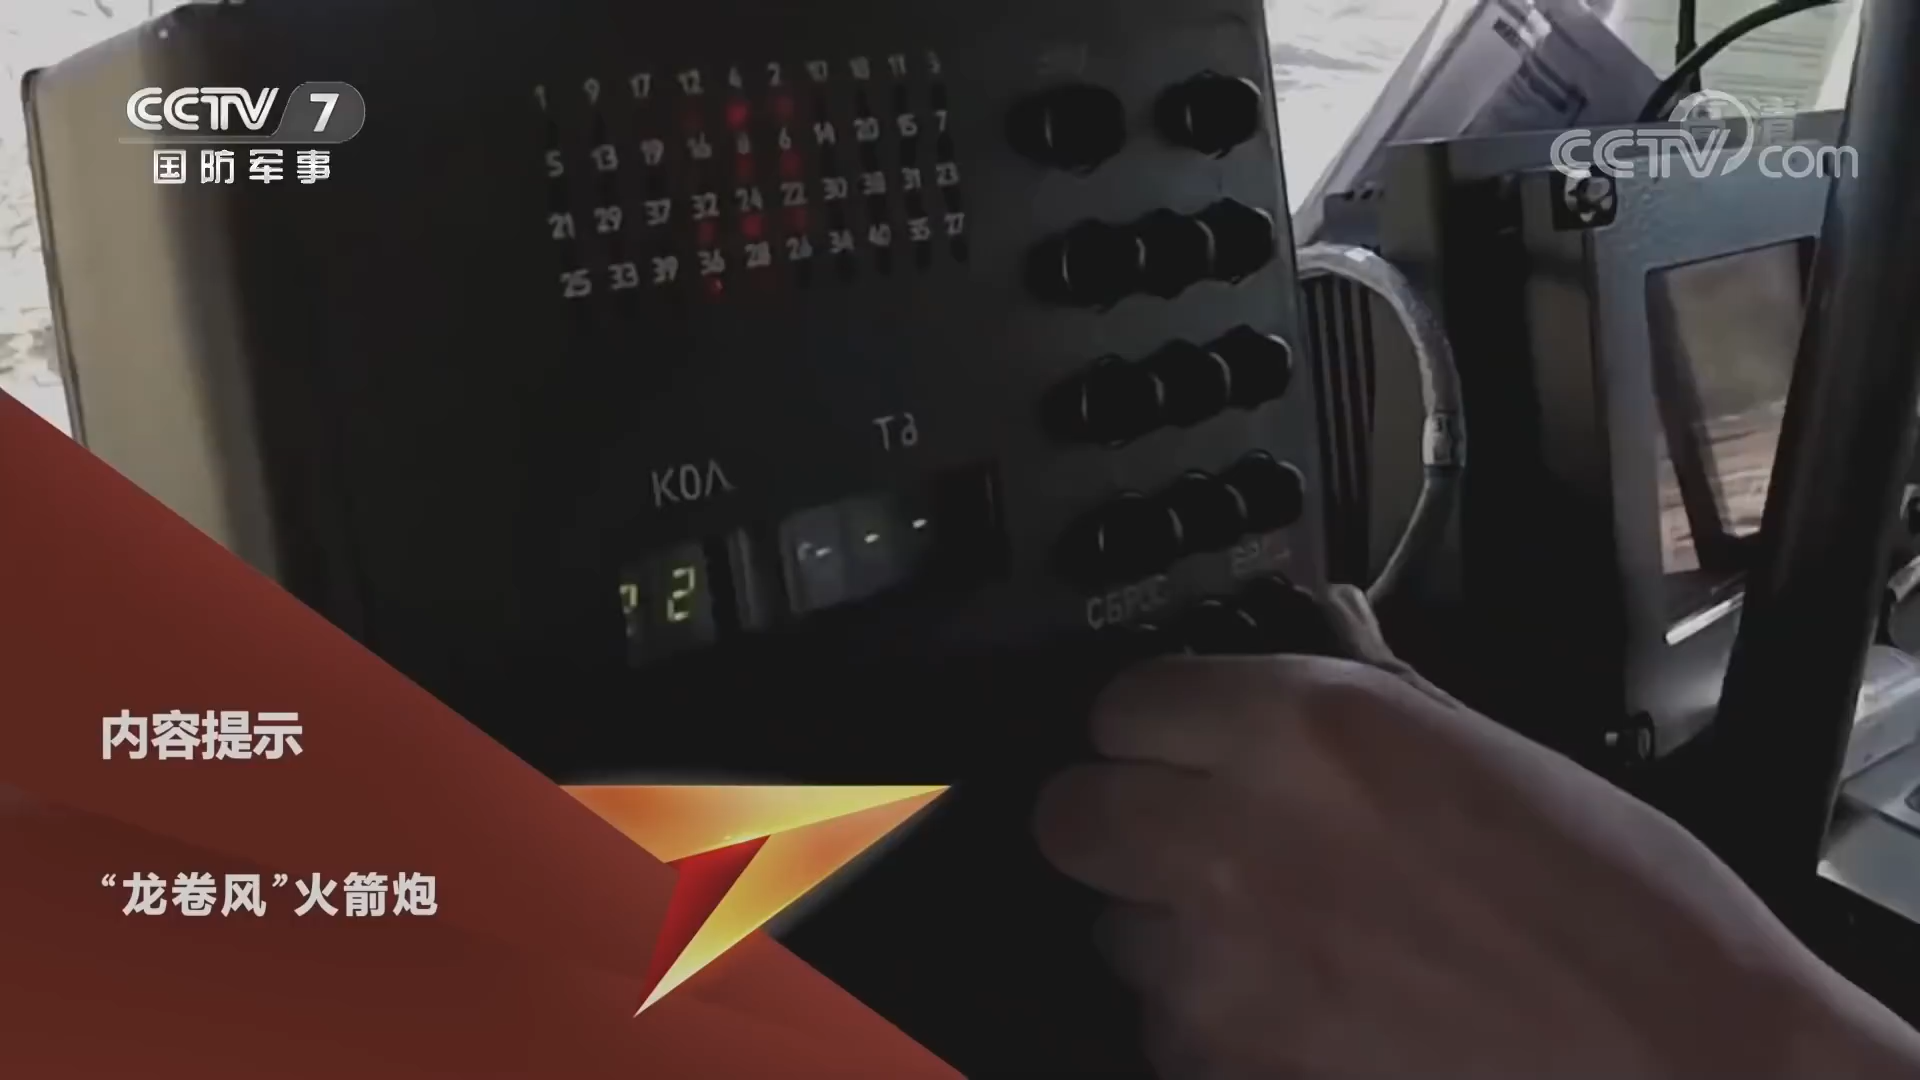 CCTV 7
国防军事
高清
CCTV com
1 9 17 12 4 2 10 18 11 3
5 13 19 16 8 6 14 20 15 7
21 29 37 32 24 22 30 38 31 23
25 33 39 36 28 26 34 40 35 27
КОЛ
Тд
2
СБРОС
内容提示
“龙卷风”火箭炮